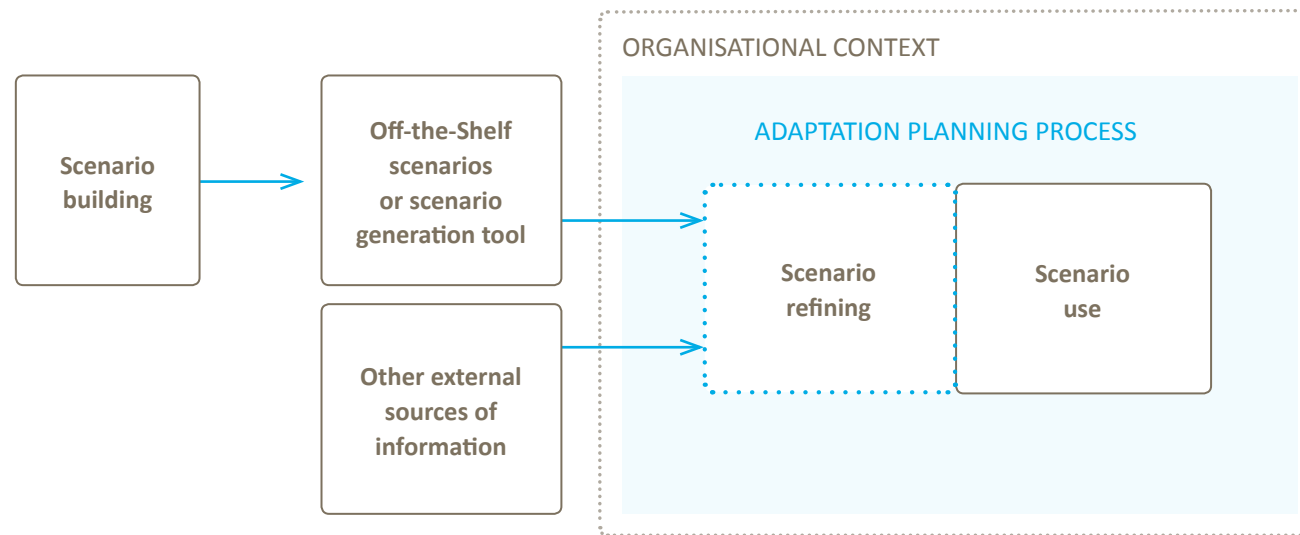 ORGANISATIONAL CONTEXT
ADAPTATION PLANNING PROCESS
Scenario
building
Off-the-Shelf
scenarios
or scenario
generation tool
Other external
sources of
information
Scenario
refining
Scenario
use